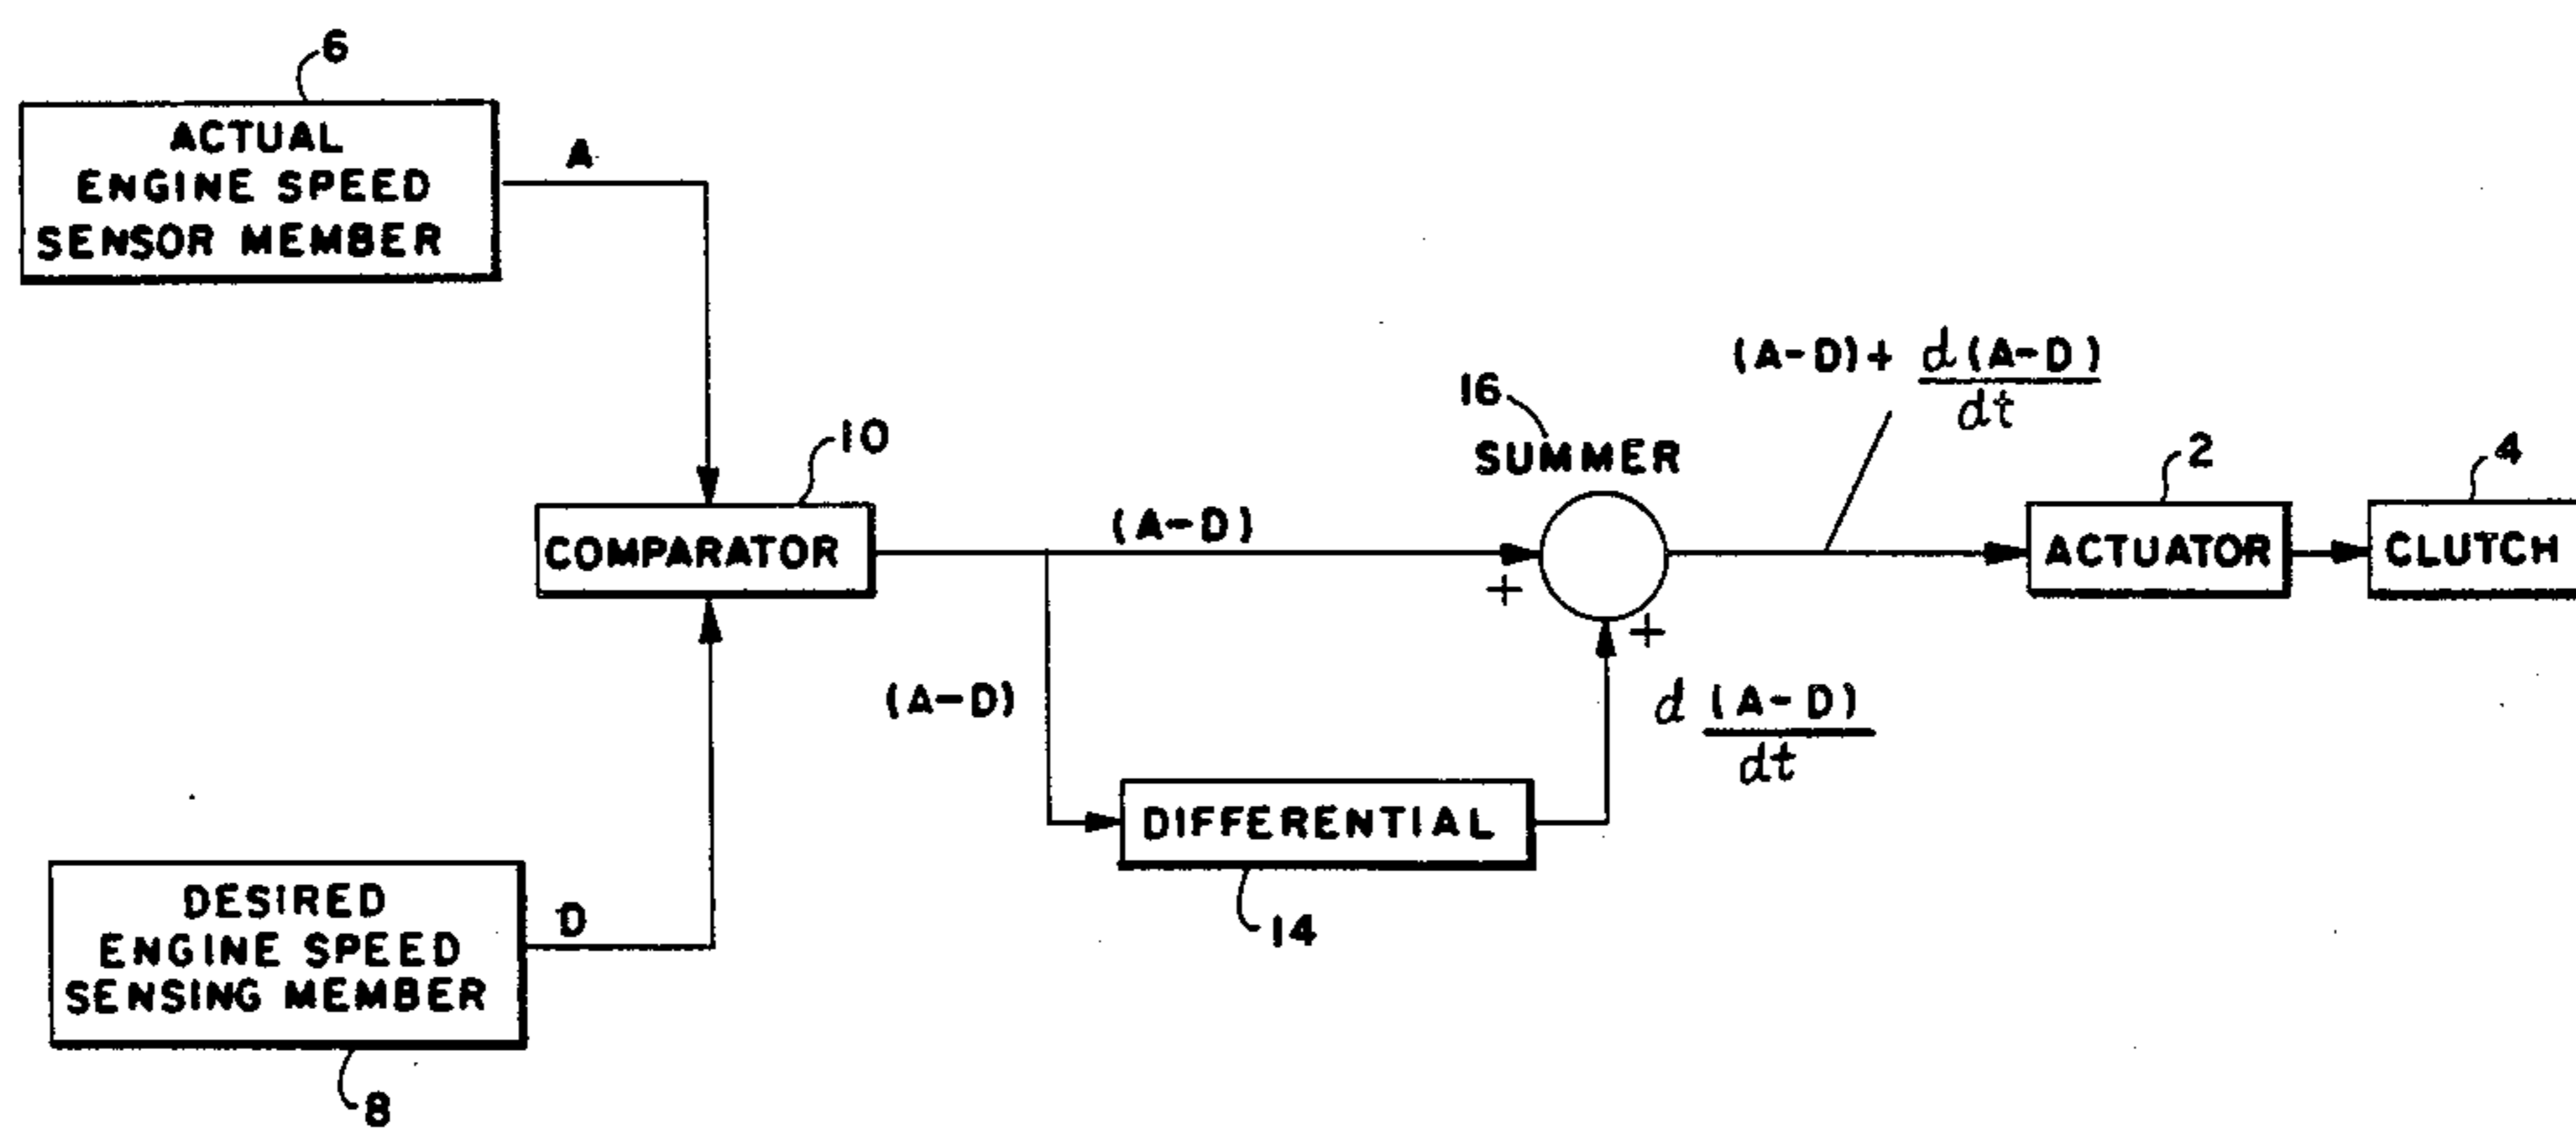 6
ACTUAL
ENGINE SPEED
SENSOR MEMBER
A
10
COMPARATOR
(A-D)
16
SUMMER
(A-D)+ d(A-D)
dt
2
ACTUATOR
4
CLUTCH
+
+
(A-D)
d (A-D)
dt
DIFFERENTIAL
14
DESIRED
ENGINE SPEED
SENSING MEMBER
D
8